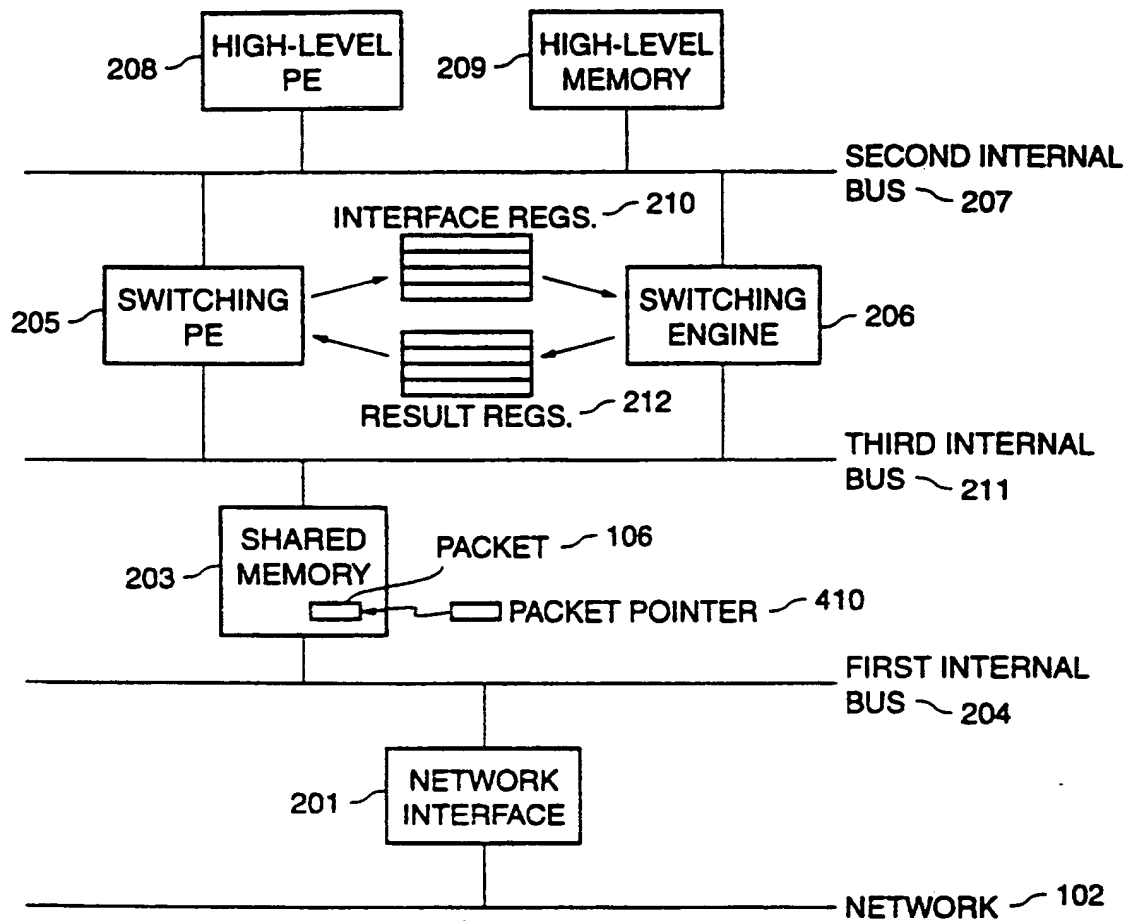 HIGH-LEVEL
PE
208
HIGH-LEVEL
MEMORY
209
SECOND INTERNAL
BUS 207
INTERFACE REGS. 210
SWITCHING
PE
205
SWITCHING
ENGINE
206
RESULT REGS. 212
THIRD INTERNAL
BUS 211
SHARED
MEMORY
203
PACKET 106
PACKET POINTER 410
FIRST INTERNAL
BUS 204
NETWORK
INTERFACE
201
NETWORK 102